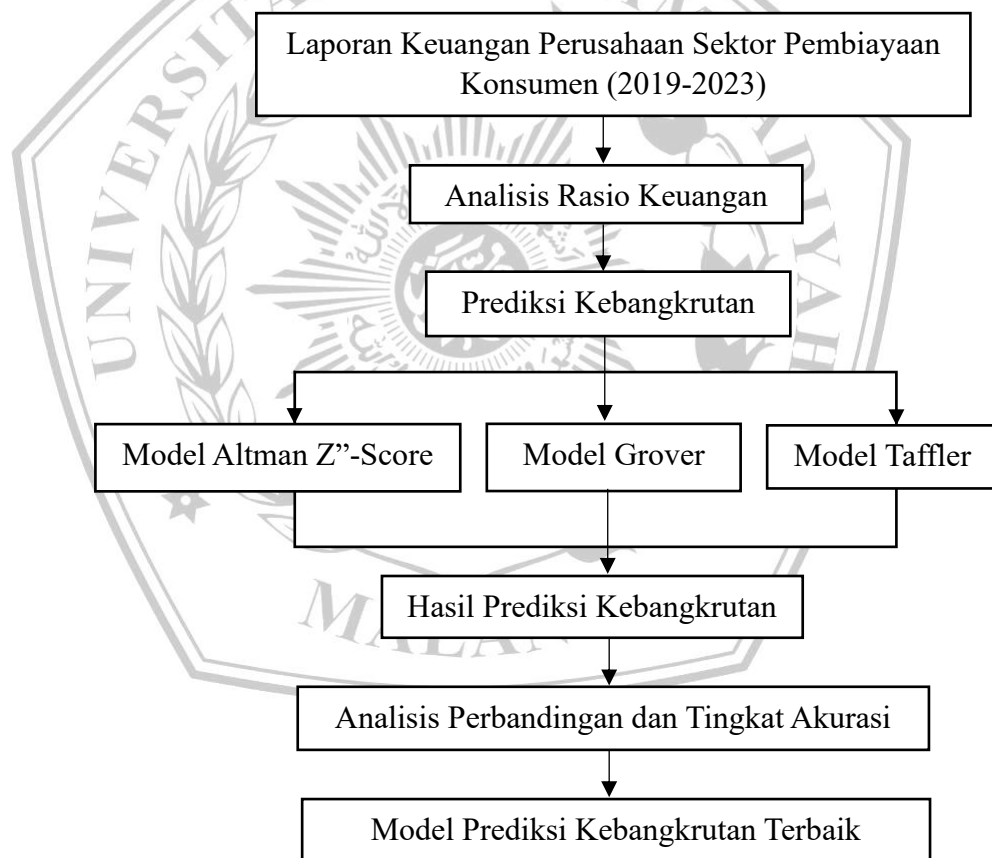 Laporan Keuangan Perusahaan Sektor Pembiayaan
Konsumen (2019-2023)
Analisis Rasio Keuangan
Prediksi Kebangkrutan
Model Altman Z”-Score
Model Grover
Model Taffler
Hasil Prediksi Kebangkrutan
Analisis Perbandingan dan Tingkat Akurasi
Model Prediksi Kebangkrutan Terbaik